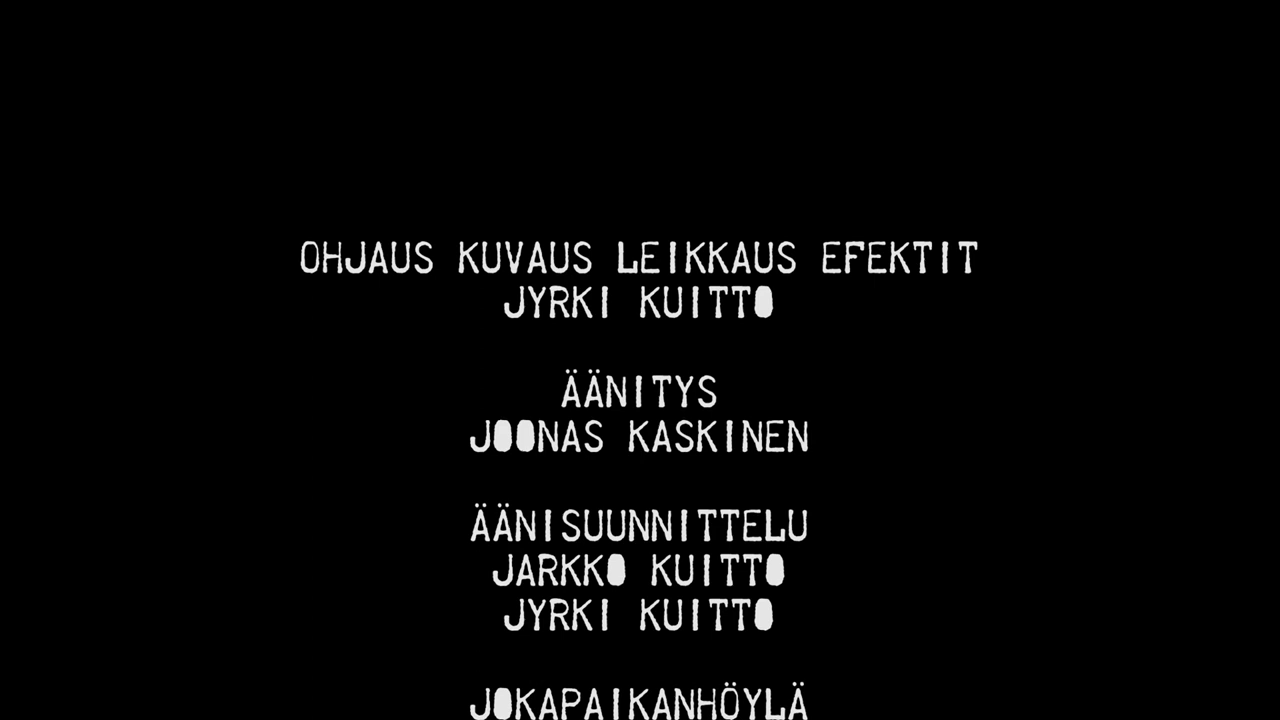 OHJAUS KUVAUS LEIKKAUS EFEKTIT
JYRKI KUITTO
ÄÄNITYS
JOONAS KASKINEN
ÄÄNISUUNNITTELU
JARKKO KUITTO
JYRKI KUITTO
JOKAPAIKANHÖYLÄ